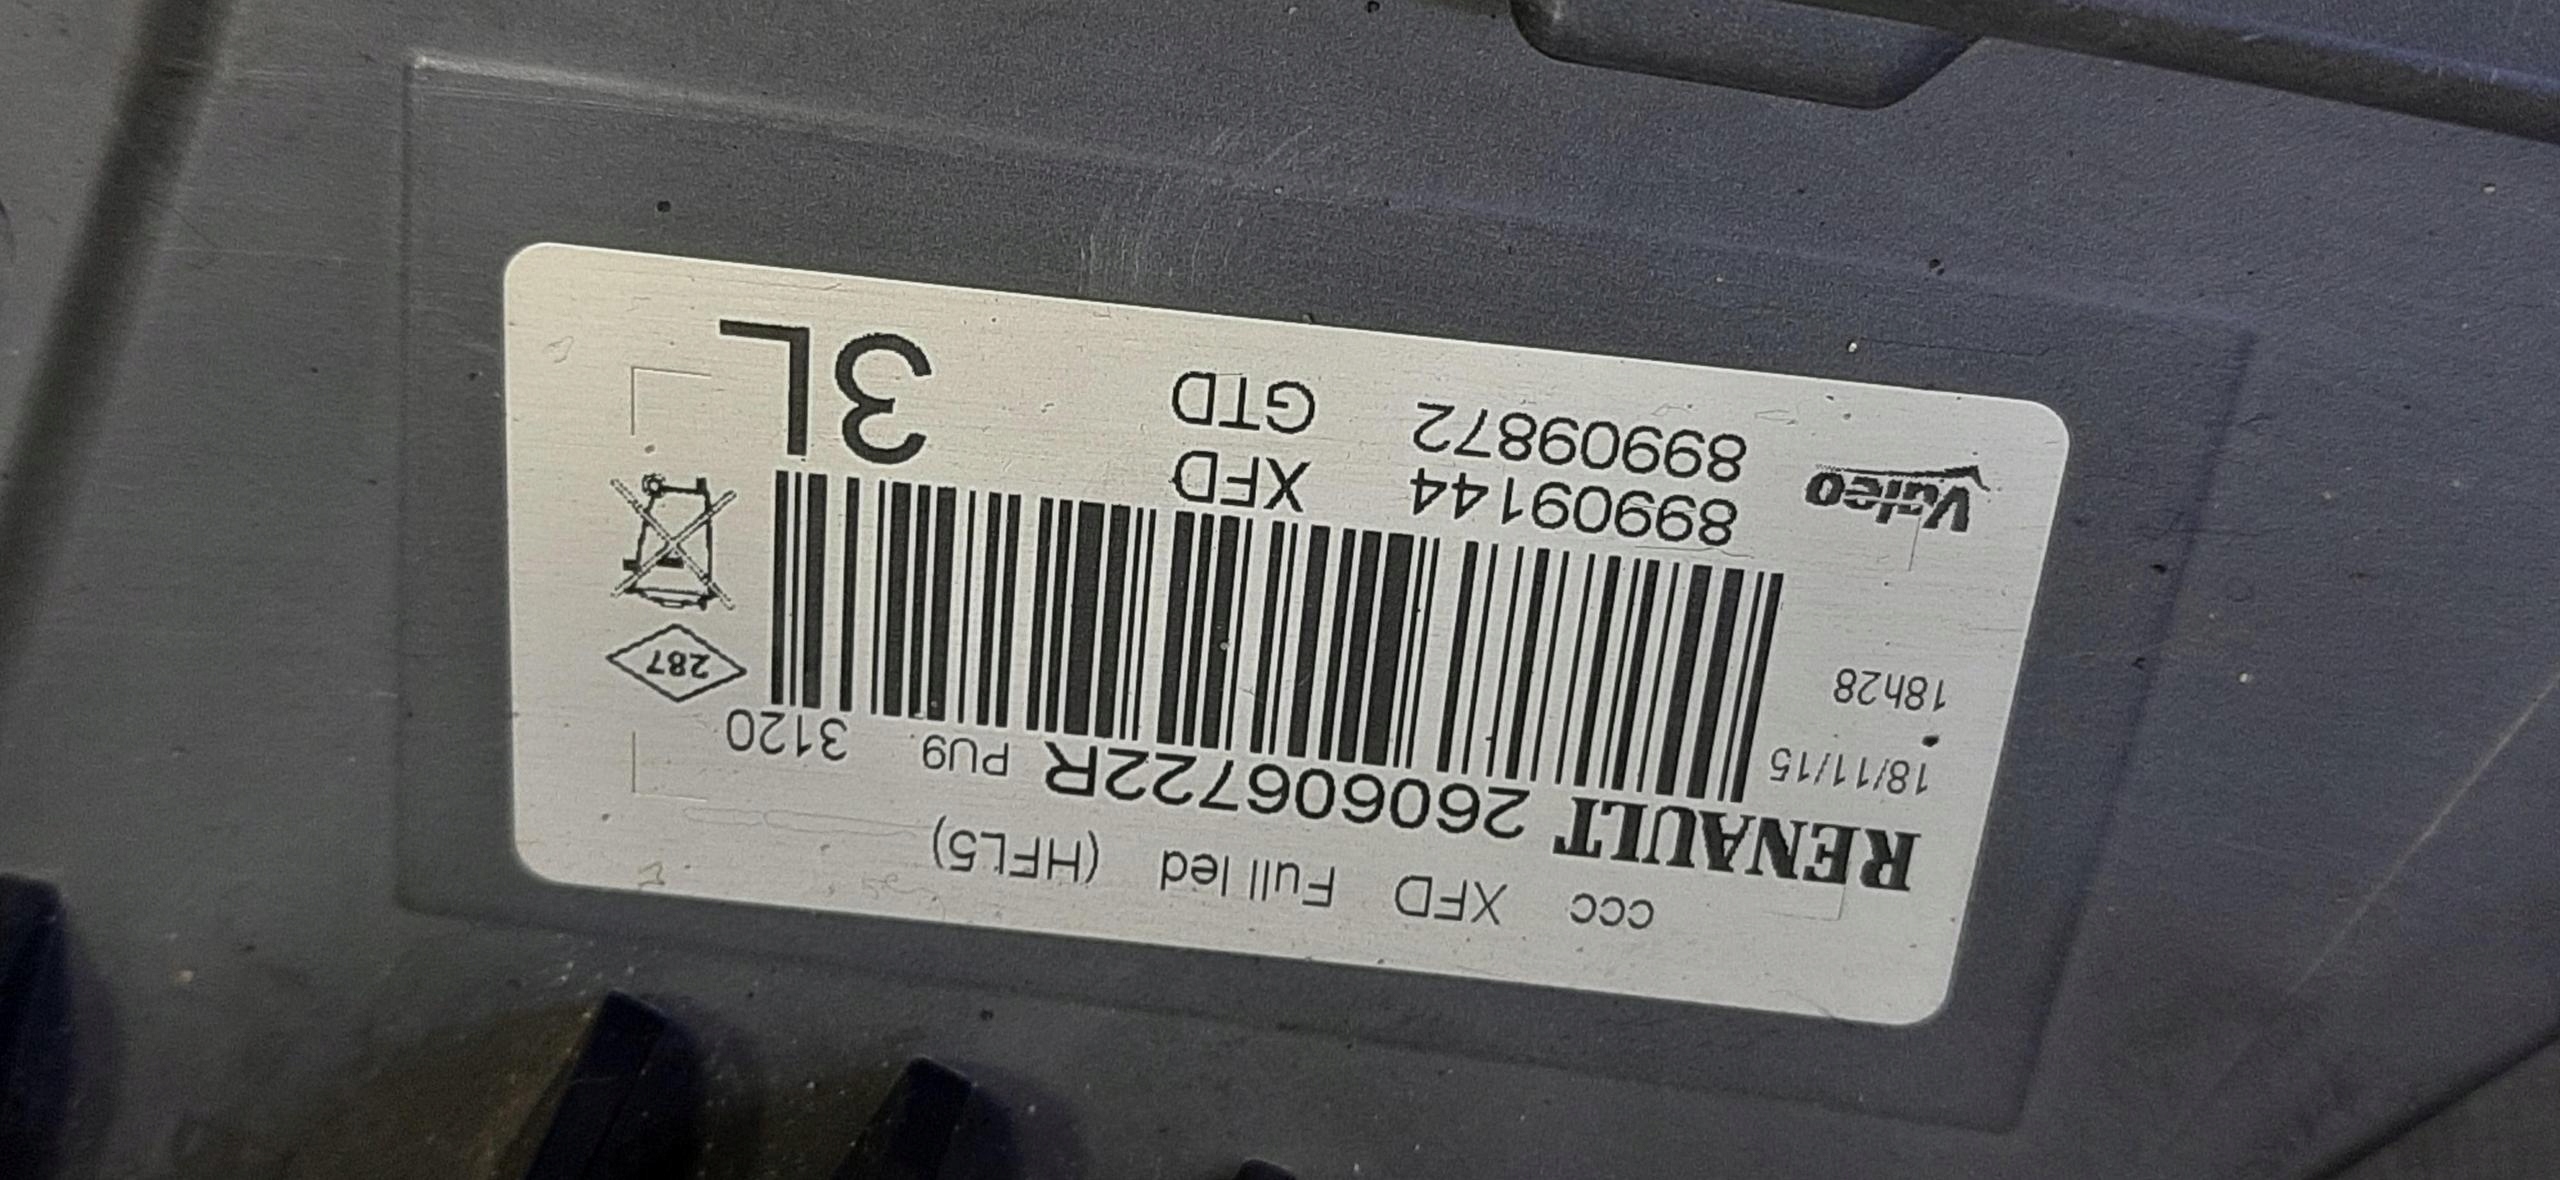 ccc XFD Full led (HFL5)
RENAULT 260606722R PU9 3120
18/11/15
18h28
287
Valeo
89909144 XFD
89909872 GTD
3L